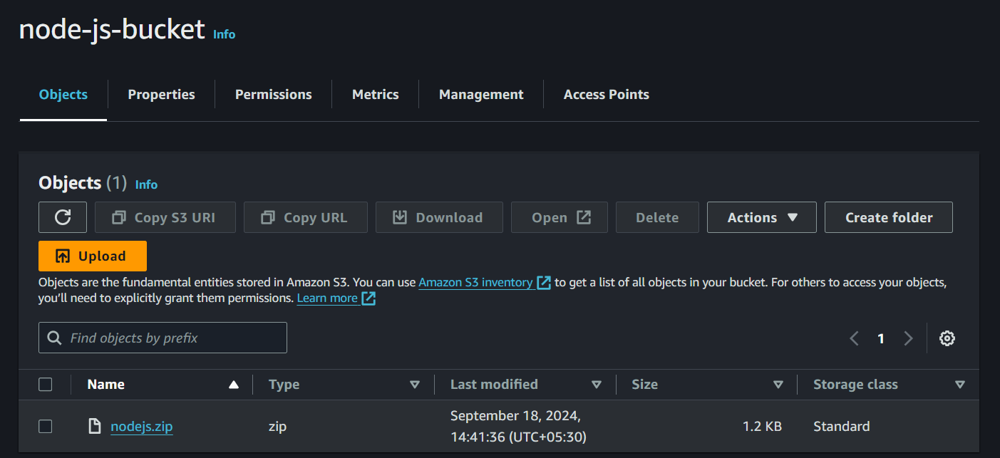 node-js-bucket Info
Objects Properties Permissions Metrics Management Access Points
Objects (1) Info
Copy S3 URI Copy URL Download Open Delete Actions Create folder
Upload
Objects are the fundamental entities stored in Amazon S3. You can use Amazon S3 inventory to get a list of all objects in your bucket. For others to access your objects,
you’ll need to explicitly grant them permissions. Learn more
Find objects by prefix 1
Name Type Last modified Size Storage class
nodejs.zip zip September 18, 2024, 1.2 KB Standard
14:41:36 (UTC+05:30)